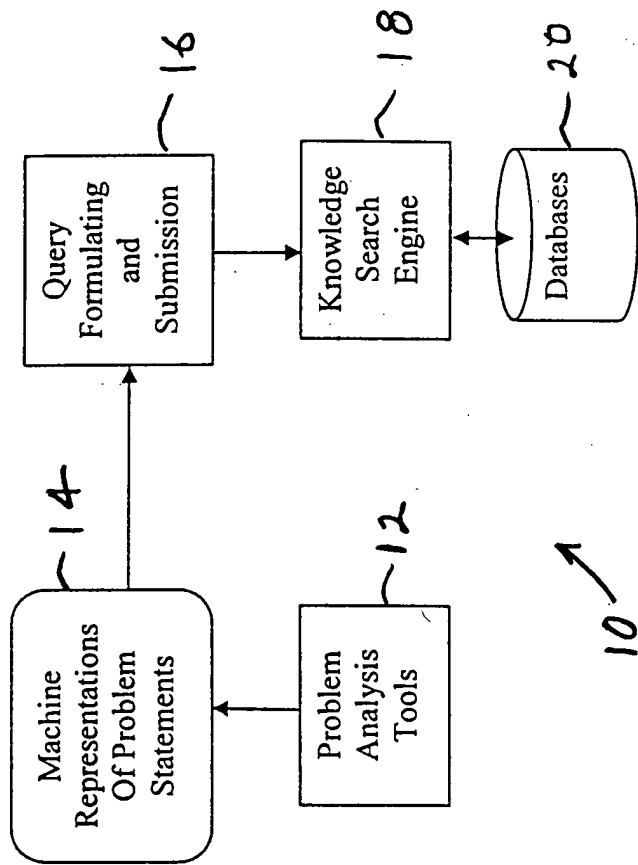 Machine
Representations
Of Problem
Statements
14
Query
Formulating
and
Submission
16
Problem
Analysis
Tools
12
Knowledge
Search
Engine
18
Databases
20
10